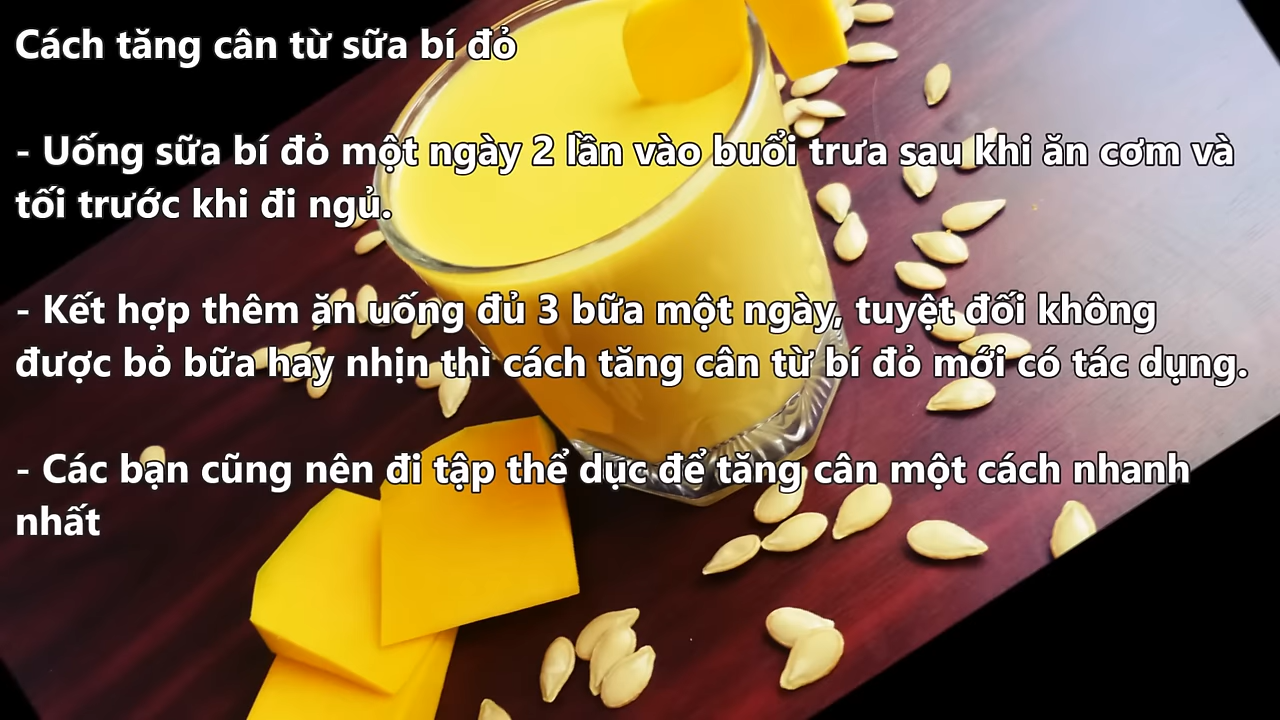 Cách tăng cân từ sữa bí đỏ
- Uống sữa bí đỏ một ngày 2 lần vào buổi trưa sau khi ăn cơm và
tối trước khi đi ngủ.
- Kết hợp thêm ăn uống đủ 3 bữa một ngày, tuyệt đối không
được bỏ bữa hay nhịn thì cách tăng cân từ bí đỏ mới có tác dụng.
- Các bạn cũng nên đi tập thể dực để tăng cân một cách nhanh
nhất